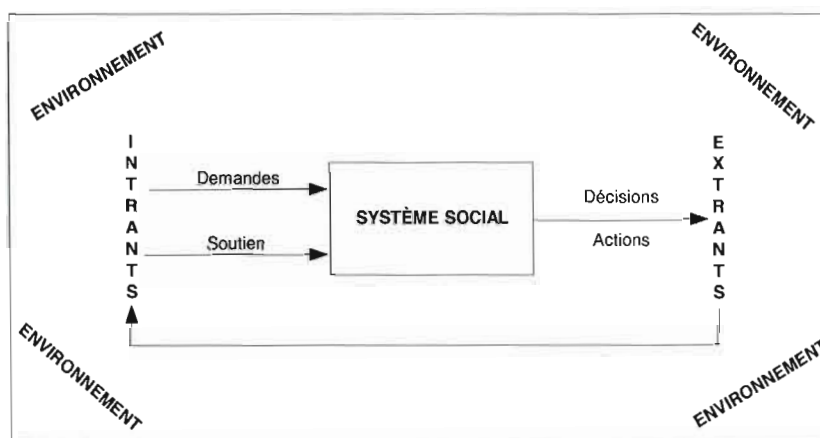 ENVIRONNEMENT
ENVIRONNEMENT
INTRANTS
EXTRANTS
Demandes
Soutien
SYSTÈME SOCIAL
Décisions
Actions
ENVIRONNEMENT
ENVIRONNEMENT